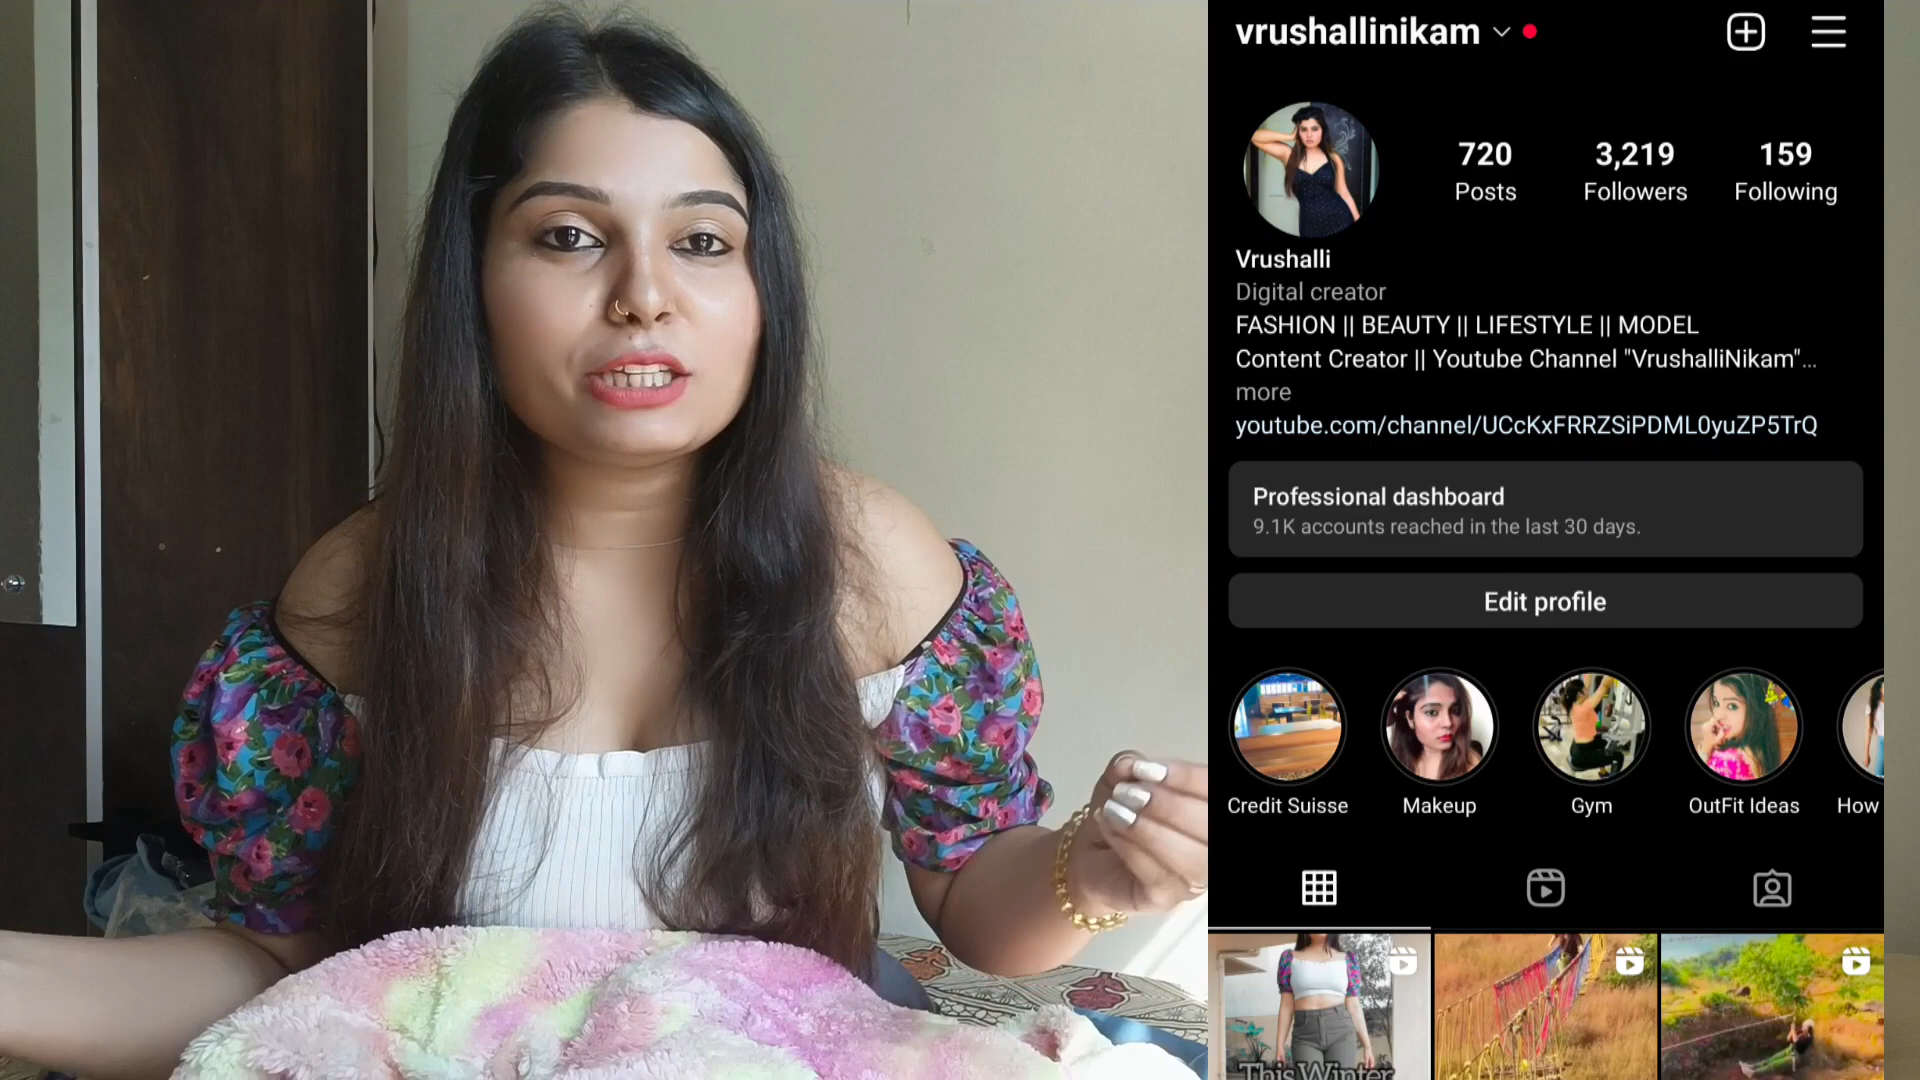 vrushallinikam
720 3,219 159
Posts Followers Following
Vrushalli
Digital creator
FASHION || BEAUTY || LIFESTYLE || MODEL
Content Creator || Youtube Channel "VrushalliNikam"...
more
youtube.com/channel/UCcKxFRRZSiPDML0yuZP5TrQ
Professional dashboard
9.1K accounts reached in the last 30 days.
Edit profile
Credit Suisse Makeup Gym OutFit Ideas How
This Winter